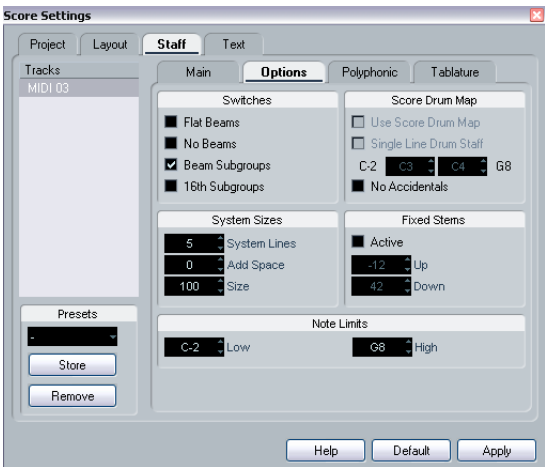 Score Settings
Project Layout Staff Text
Tracks
MIDI 03
Main Options Polyphonic Tablature
Switches
Flat Beams
No Beams
Beam Subgroups
16th Subgroups
Score Drum Map
Use Score Drum Map
Single Line Drum Staff
C-2 C3 C4 G8
No Accidentals
System Sizes
5 System Lines
0 Add Space
100 Size
Fixed Stems
Active
-12 Up
42 Down
Presets
-
Store
Remove
Note Limits
C-2 Low G8 High
Help Default Apply